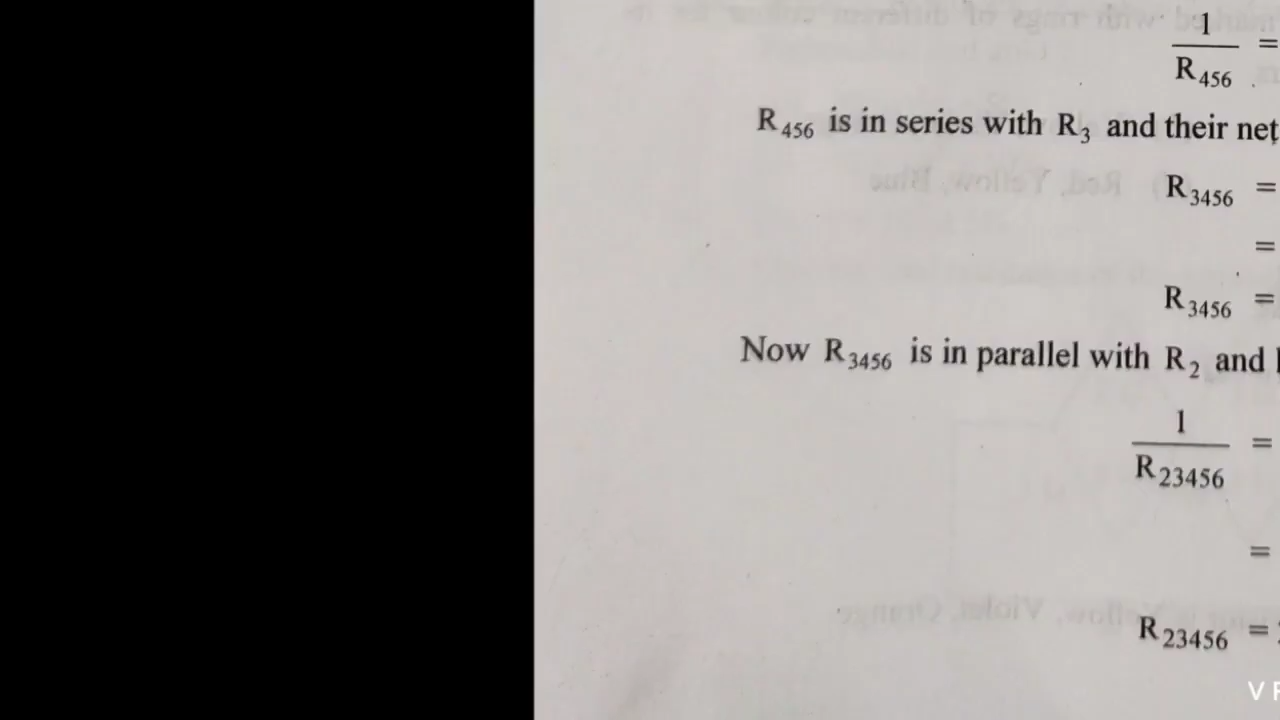 1
=
R456
R456 is in series with R3 and their net
R3456 =
=
R3456 =
Now R3456 is in parallel with R2 and
1
=
R23456
=
R23456 =
V